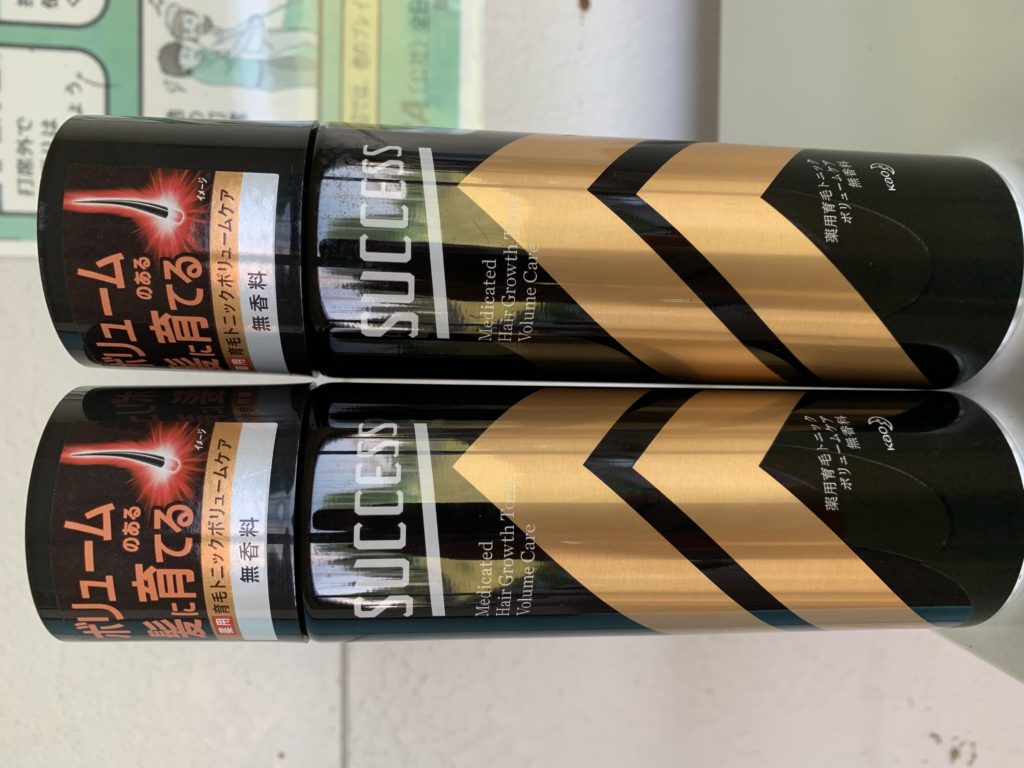 ボリューム
のある
髪に育てる
イメージ
薬用 育毛トニックボリュームケア
無香料
SUCCESS
Medicated
Hair Growth Tonic
Volume Care
薬用育毛トニック
ボリュームケア
無香料
Kao
ボリューム
のある
髪に育てる
イメージ
薬用 育毛トニックボリュームケア
無香料
SUCCESS
Medicated
Hair Growth Tonic
Volume Care
薬用育毛トニック
ボリュームケア
無香料
Kao
打席外で